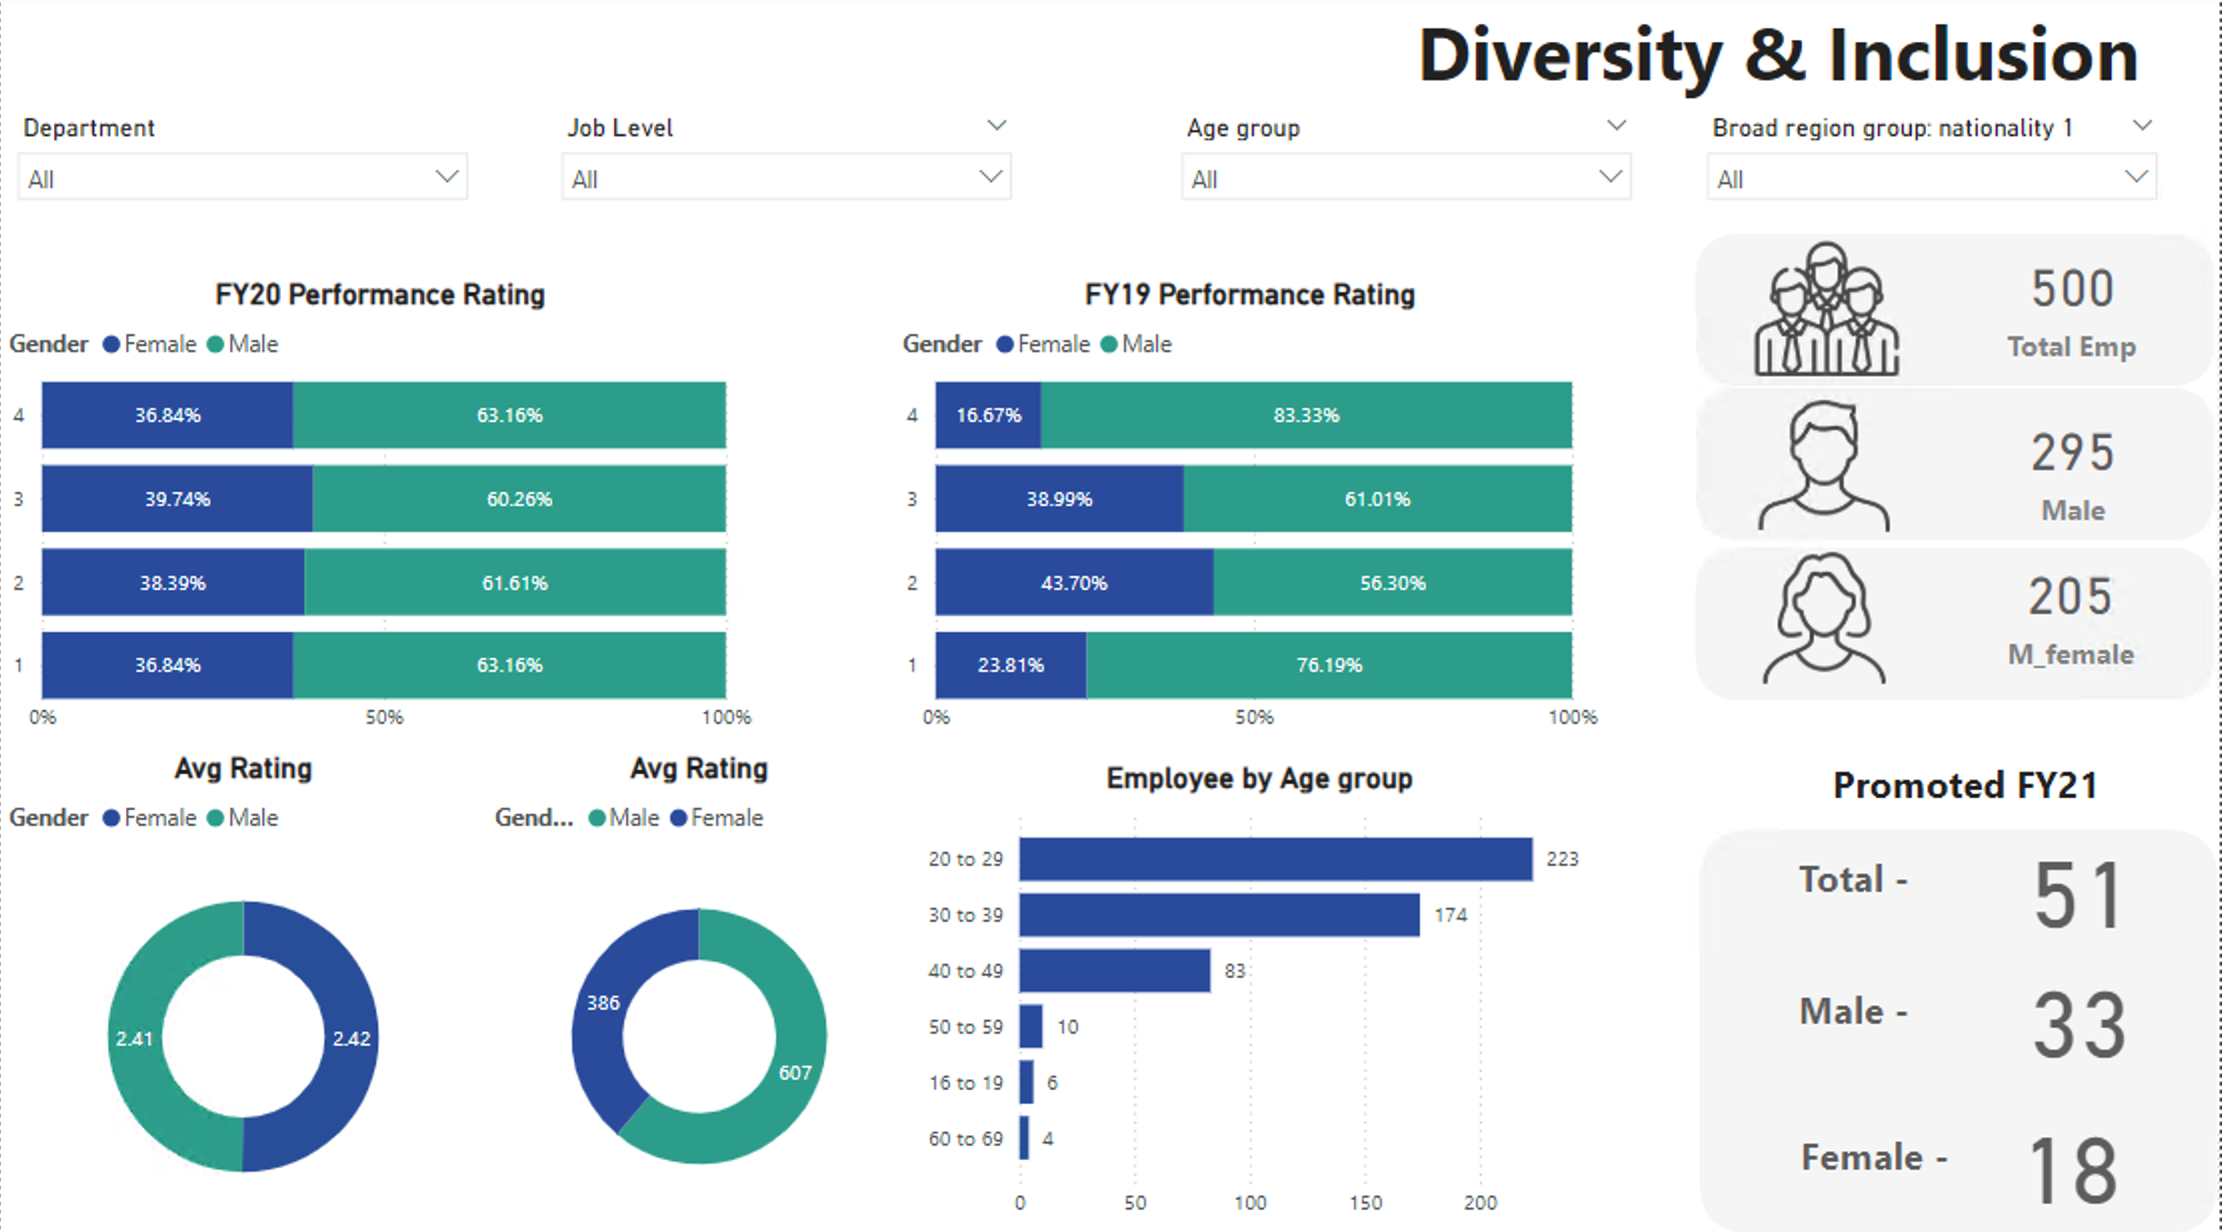 Diversity & Inclusion
Department
All
Job Level
All
Age group
All
Broad region group: nationality 1
All
FY20 Performance Rating
Gender Female Male
4 36.84% 63.16%
3 39.74% 60.26%
2 38.39% 61.61%
1 36.84% 63.16%
0% 50% 100%
FY19 Performance Rating
Gender Female Male
4 16.67% 83.33%
3 38.99% 61.01%
2 43.70% 56.30%
1 23.81% 76.19%
0% 50% 100%
500
Total Emp
295
Male
205
M_female
Avg Rating
Gender Female Male
2.41 2.42
Avg Rating
Gend... Male Female
386
607
Employee by Age group
20 to 29 223
30 to 39 174
40 to 49 83
50 to 59 10
16 to 19 6
60 to 69 4
0 50 100 150 200
Promoted FY21
Total - 51
Male - 33
Female - 18